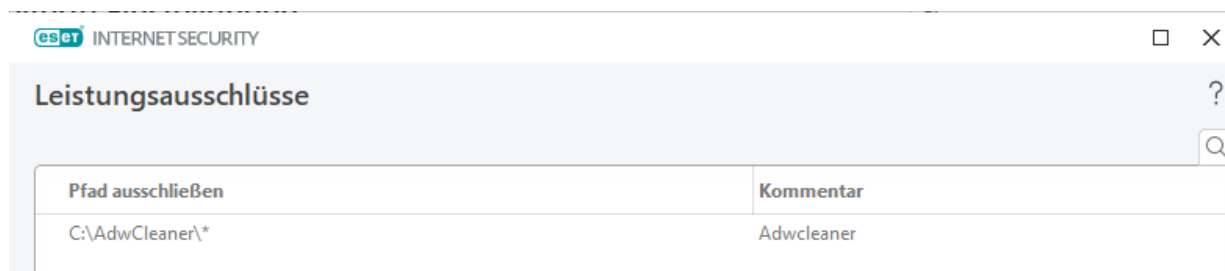 eset INTERNET SECURITY
Leistungsausschlüsse
?
Pfad ausschließen Kommentar
C:\AdwCleaner\* Adwcleaner